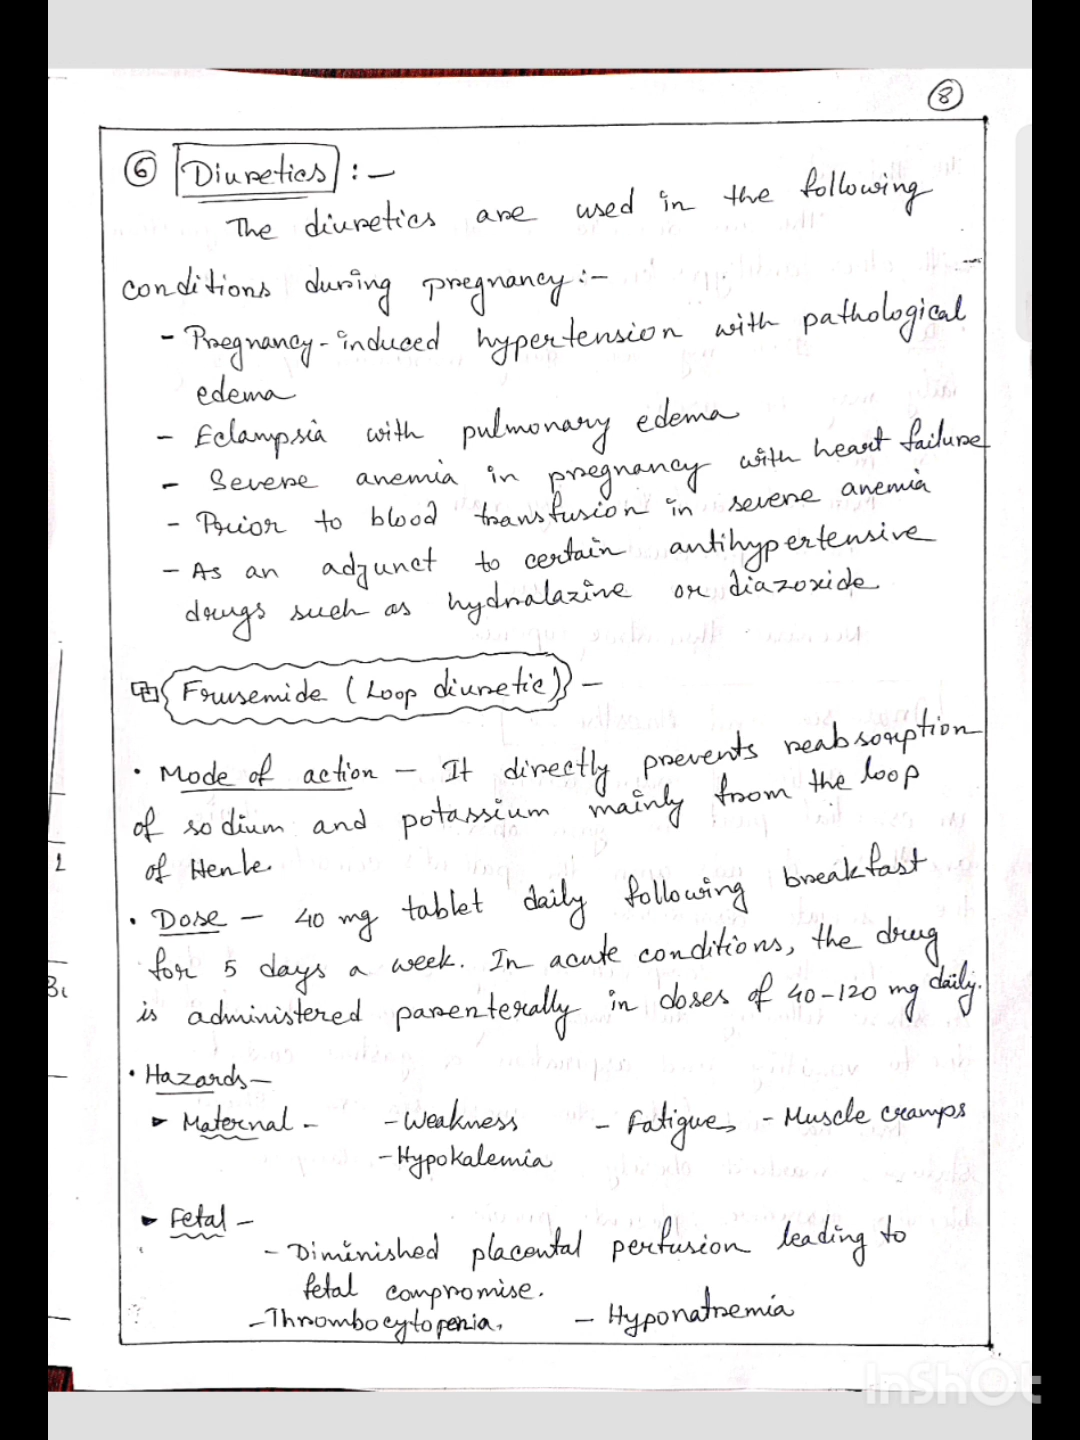 8
6 Diuretics :-
The diuretics are used in the following
conditions during pregnancy:-
- Pregnancy-induced hypertension with pathological
edema
- Eclampsia with pulmonary edema
- Severe anemia in pregnancy with heart failure
- Prior to blood transfusion in severe anemia
- As an adjunct to certain antihypertensive
drugs such as hydralazine or diazoxide
Frusemide (Loop diuretic) -
• Mode of action - It directly prevents reabsorption
of sodium and potassium mainly from the loop
of Henle.
• Dose - 40 mg tablet daily following breakfast
for 5 days a week. In acute conditions, the drug
is administered parenterally in doses of 40-120 mg daily.
• Hazards-
► Maternal - - Weakness - Fatigue, - Muscle cramps
- Hypokalemia
► Fetal -
- Diminished placental perfusion leading to
fetal compromise.
- Thrombocytopenia. - Hyponatremia
InShOt